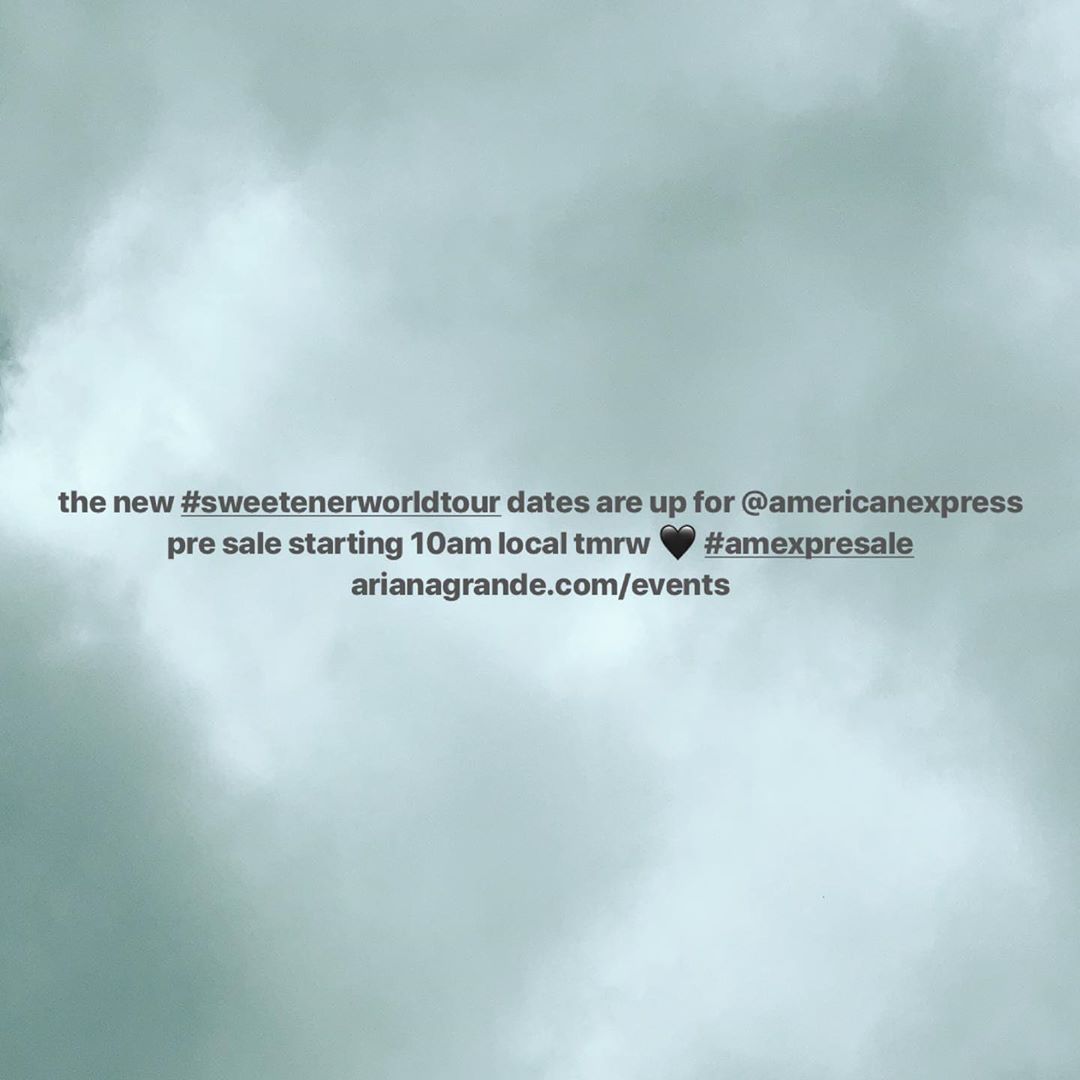 the new #sweetenerworldtour dates are up for @americanexpress
pre sale starting 10am local tmrw 🖤 #amexpresale
arianagrande.com/events